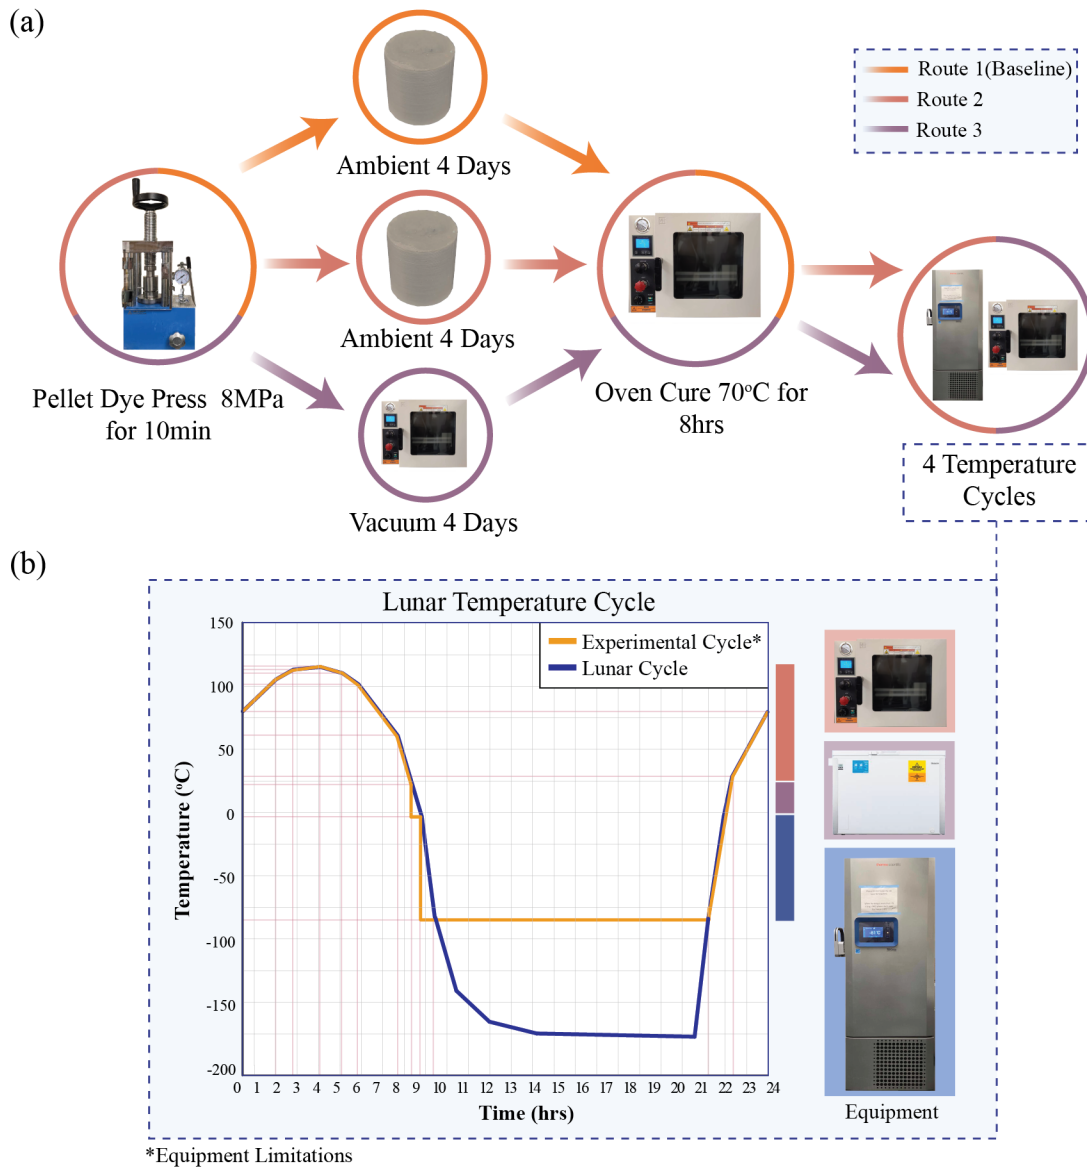 (a)
Route 1(Baseline)
Route 2
Route 3
Ambient 4 Days
Ambient 4 Days
Pellet Dye Press 8MPa
for 10min
Oven Cure 70°C for
8hrs
Vacuum 4 Days
4 Temperature
Cycles
(b)
Lunar Temperature Cycle
Experimental Cycle*
Lunar Cycle
150
100
50
0
-50
-100
-150
-200
Temperature (°C)
0 1 2 3 4 5 6 7 8 9 10 11 12 13 14 15 16 17 18 19 20 21 22 23 24
Time (hrs)
Equipment
*Equipment Limitations